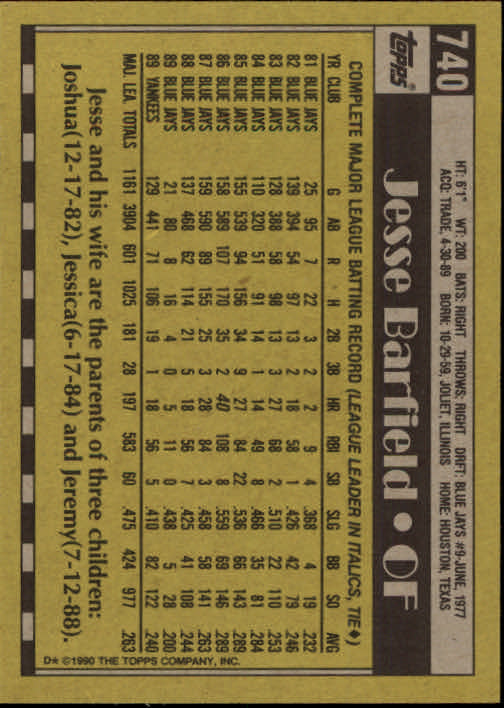 740
topps®
Jesse Barfield • OF
HT: 6'1" WT: 200 BATS: RIGHT THROWS: RIGHT DRFT: BLUE JAYS #9-JUNE, 1977
ACQ: TRADE, 4-30-89 BORN: 10-29-59, JOLIET, ILLINOIS HOME: HOUSTON, TEXAS
COMPLETE MAJOR LEAGUE BATTING RECORD (LEAGUE LEADER IN ITALICS, TIE♦)
YR CLUB G AB R H 2B 3B HR RBI SB SLG BB SO AVG
81 BLUE JAYS 25 95 7 22 3 2 2 9 4 .368 4 19 .232
82 BLUE JAYS 139 394 54 97 13 2 18 58 1 .426 42 79 .246
83 BLUE JAYS 128 388 58 98 13 3 27 68 2 .510 22 110 .253
84 BLUE JAYS 110 320 51 91 14 1 14 49 8 .466 35 81 .284
85 BLUE JAYS 155 539 94 156 34 9 27 84 22 .536 66 143 .289
86 BLUE JAYS 158 589 107 170 35 2 40 108 8 .559 69 146 .289
87 BLUE JAYS 159 590 89 155 25 3 28 84 3 .458 58 141 .263
88 BLUE JAYS 137 468 62 114 21 5 18 56 7 .425 41 108 .244
89 BLUE JAYS 21 80 8 16 4 0 5 11 0 .438 5 28 .200
89 YANKEES 129 441 71 106 19 1 18 56 5 .410 82 122 .240
MAJ. LEA. TOTALS 1161 3904 601 1025 181 28 197 583 60 .475 424 977 .263
Jesse and his wife are the parents of three children:
Joshua(12-17-82), Jessica(6-17-84) and Jeremy(7-12-88).
D★ ©1990 THE TOPPS COMPANY, INC.